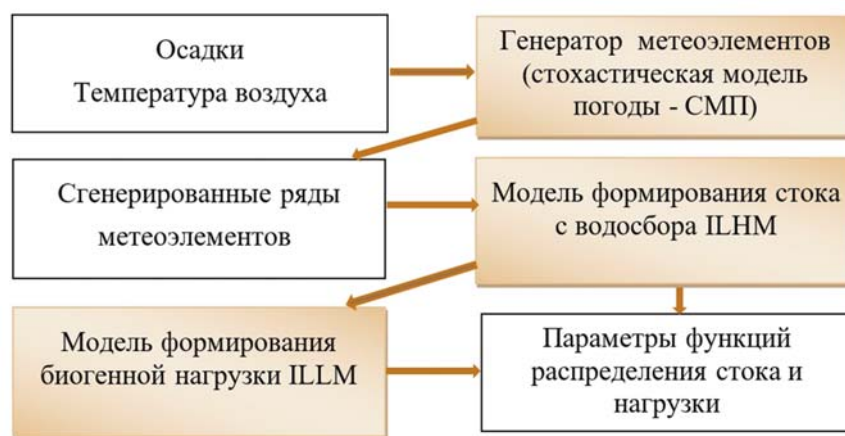 Осадки
Температура воздуха
Генератор метеоэлементов
(стохастическая модель
погоды - СМП)
Сгенерированные ряды
метеоэлементов
Модель формирования стока
с водосбора ILHM
Модель формирования
биогенной нагрузки ILLM
Параметры функций
распределения стока и
нагрузки